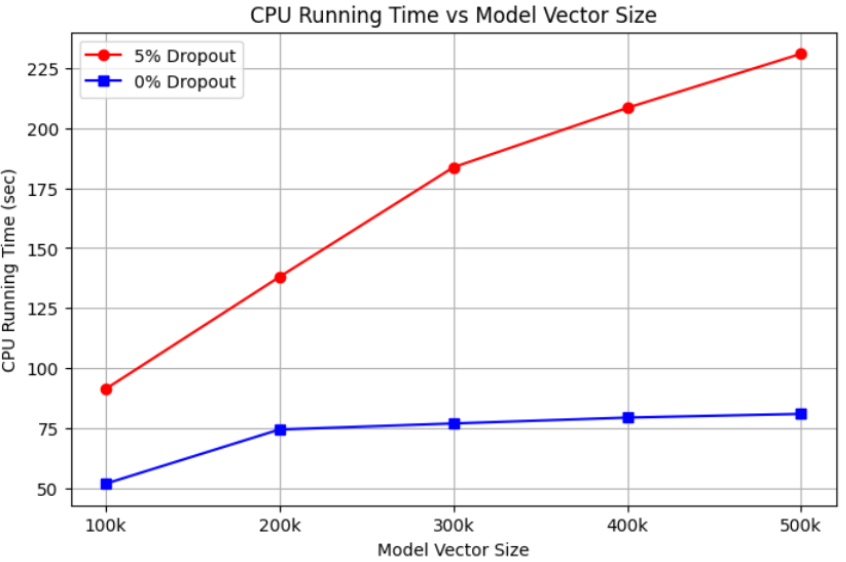 CPU Running Time vs Model Vector Size
5% Dropout
0% Dropout
225
200
175
150
125
100
75
50
CPU Running Time (sec)
100k 200k 300k 400k 500k
Model Vector Size